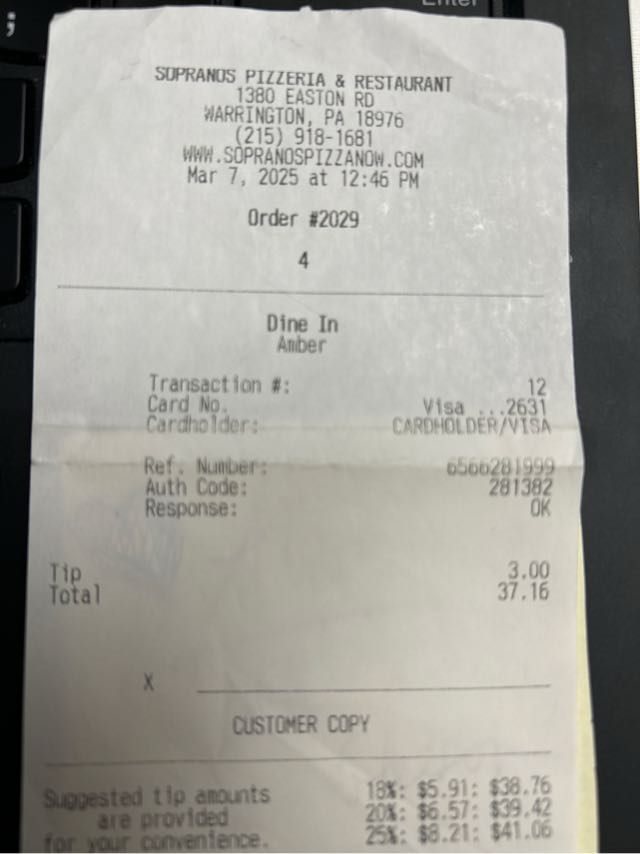 Enter
;
SOPRANOS PIZZERIA & RESTAURANT
1380 EASTON RD
WARRINGTON, PA 18976
(215) 918-1681
WWW.SOPRANOSPIZZANOW.COM
Mar 7, 2025 at 12:46 PM
Order #2029
4
Dine In
Amber
Transaction #: 12
Card No. Visa ...2631
Cardholder: CARDHOLDER/VISA
Ref. Number: 6566281999
Auth Code: 281382
Response: OK
Tip 3.00
Total 37.16
X
CUSTOMER COPY
Suggested tip amounts 18%: $5.91: $38.76
are provided 20%: $6.57: $39.42
for your convenience. 25%: $8.21: $41.06